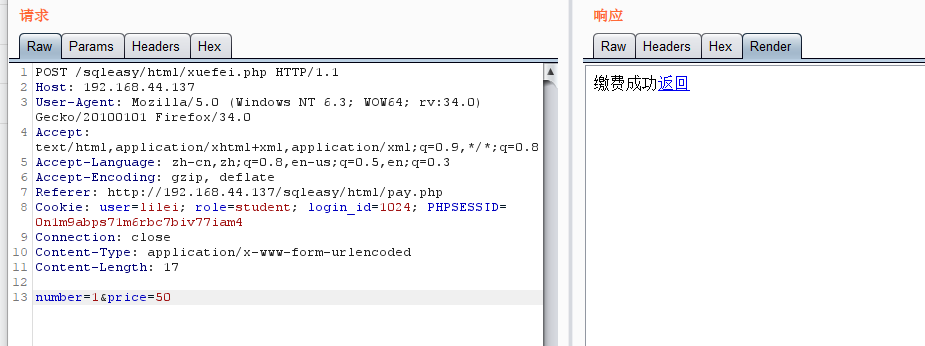 请求
Raw Params Headers Hex
1 POST /sqleasy/html/xuefei.php HTTP/1.1
2 Host: 192.168.44.137
3 User-Agent: Mozilla/5.0 (Windows NT 6.3; WOW64; rv:34.0)
Gecko/20100101 Firefox/34.0
4 Accept:
text/html,application/xhtml+xml,application/xml;q=0.9,*/*;q=0.8
5 Accept-Language: zh-cn,zh;q=0.8,en-us;q=0.5,en;q=0.3
6 Accept-Encoding: gzip, deflate
7 Referer: http://192.168.44.137/sqleasy/html/pay.php
8 Cookie: user=lilei; role=student; login_id=1024; PHPSESSID=
0n1m9abps71m6rbc7biv77iam4
9 Connection: close
10 Content-Type: application/x-www-form-urlencoded
11 Content-Length: 17
12
13 number=1&price=50
响应
Raw Headers Hex Render
缴费成功返回